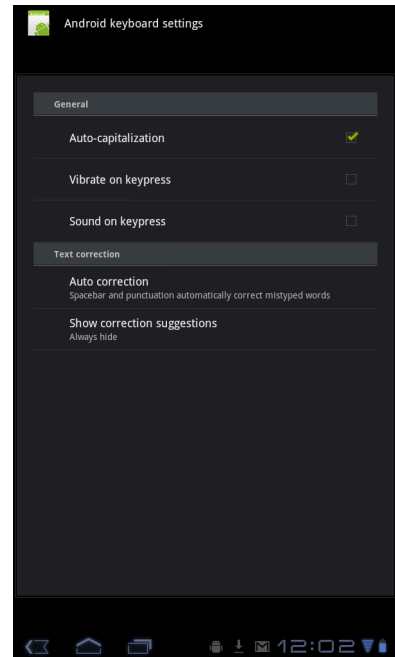 Android keyboard settings
General
Auto-capitalization
Vibrate on keypress
Sound on keypress
Text correction
Auto correction
Spacebar and punctuation automatically correct mistyped words
Show correction suggestions
Always hide
12:02